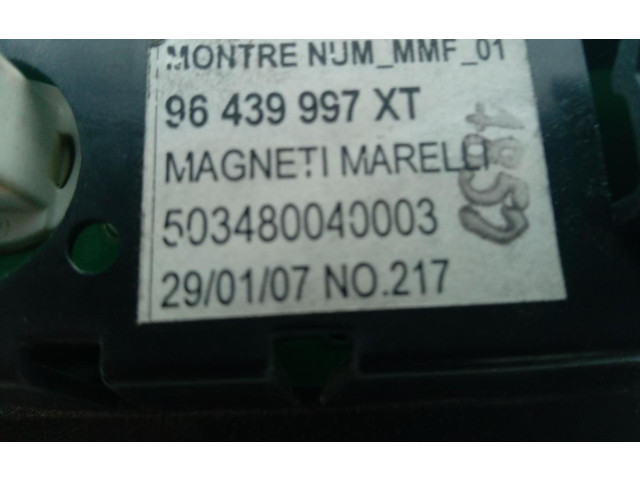 MONTRE NUM_MMF_01
96 439 997 XT
MAGNETI MARELLI
503480040003
29/01/07 NO.217